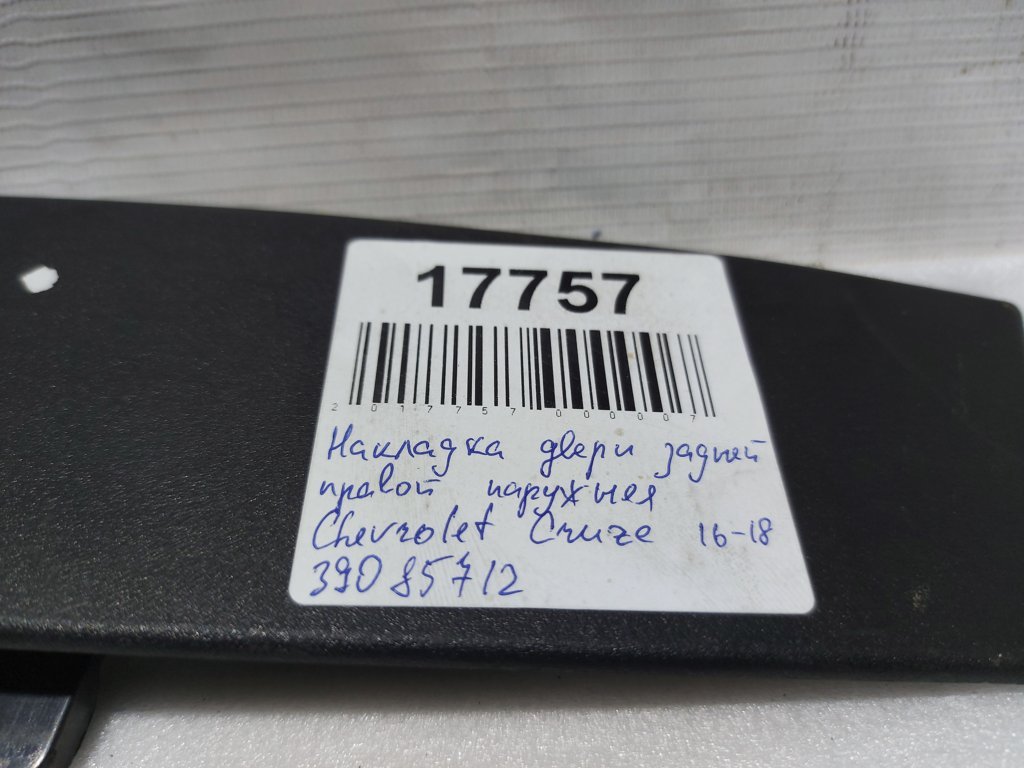 17757
2017757000007
Накладка двери задней
правой наружняя
Chevrolet Cruze 16-18
39085712